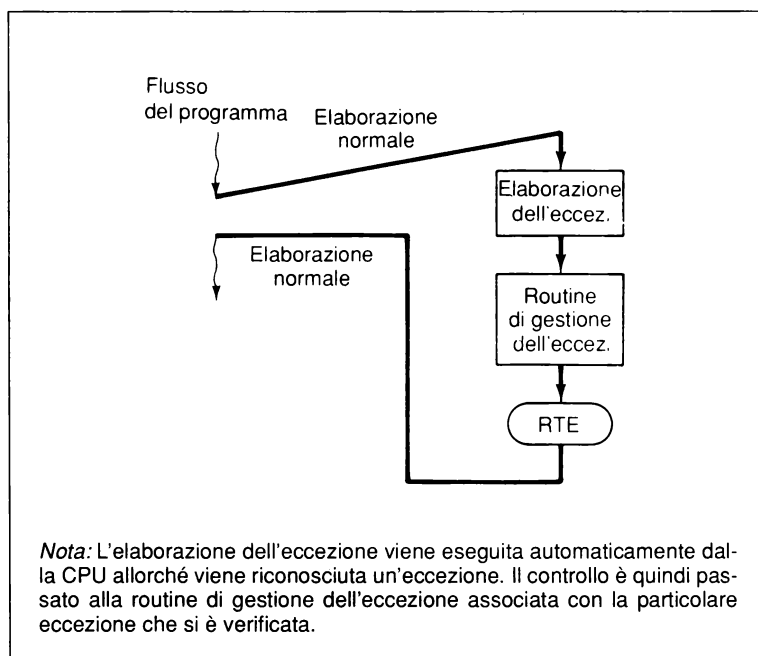 Flusso
del programma
Elaborazione
normale
Elaborazione
dell'eccez.
Elaborazione
normale
Routine
di gestione
dell'eccez.
RTE
Nota: L'elaborazione dell'eccezione viene eseguita automaticamente dal-
la CPU allorché viene riconosciuta un'eccezione. Il controllo è quindi pas-
sato alla routine di gestione dell'eccezione associata con la particolare
eccezione che si è verificata.